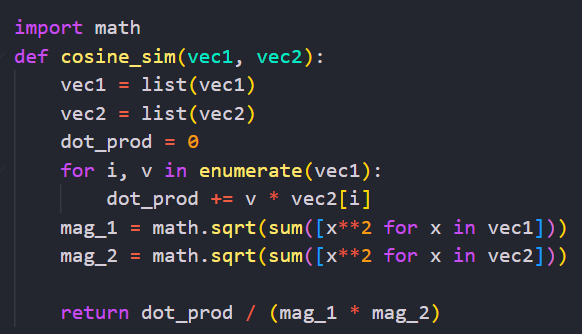 import math
def cosine_sim(vec1, vec2):
    vec1 = list(vec1)
    vec2 = list(vec2)
    dot_prod = 0
    for i, v in enumerate(vec1):
        dot_prod += v * vec2[i]
    mag_1 = math.sqrt(sum([x**2 for x in vec1]))
    mag_2 = math.sqrt(sum([x**2 for x in vec2]))
    return dot_prod / (mag_1 * mag_2)